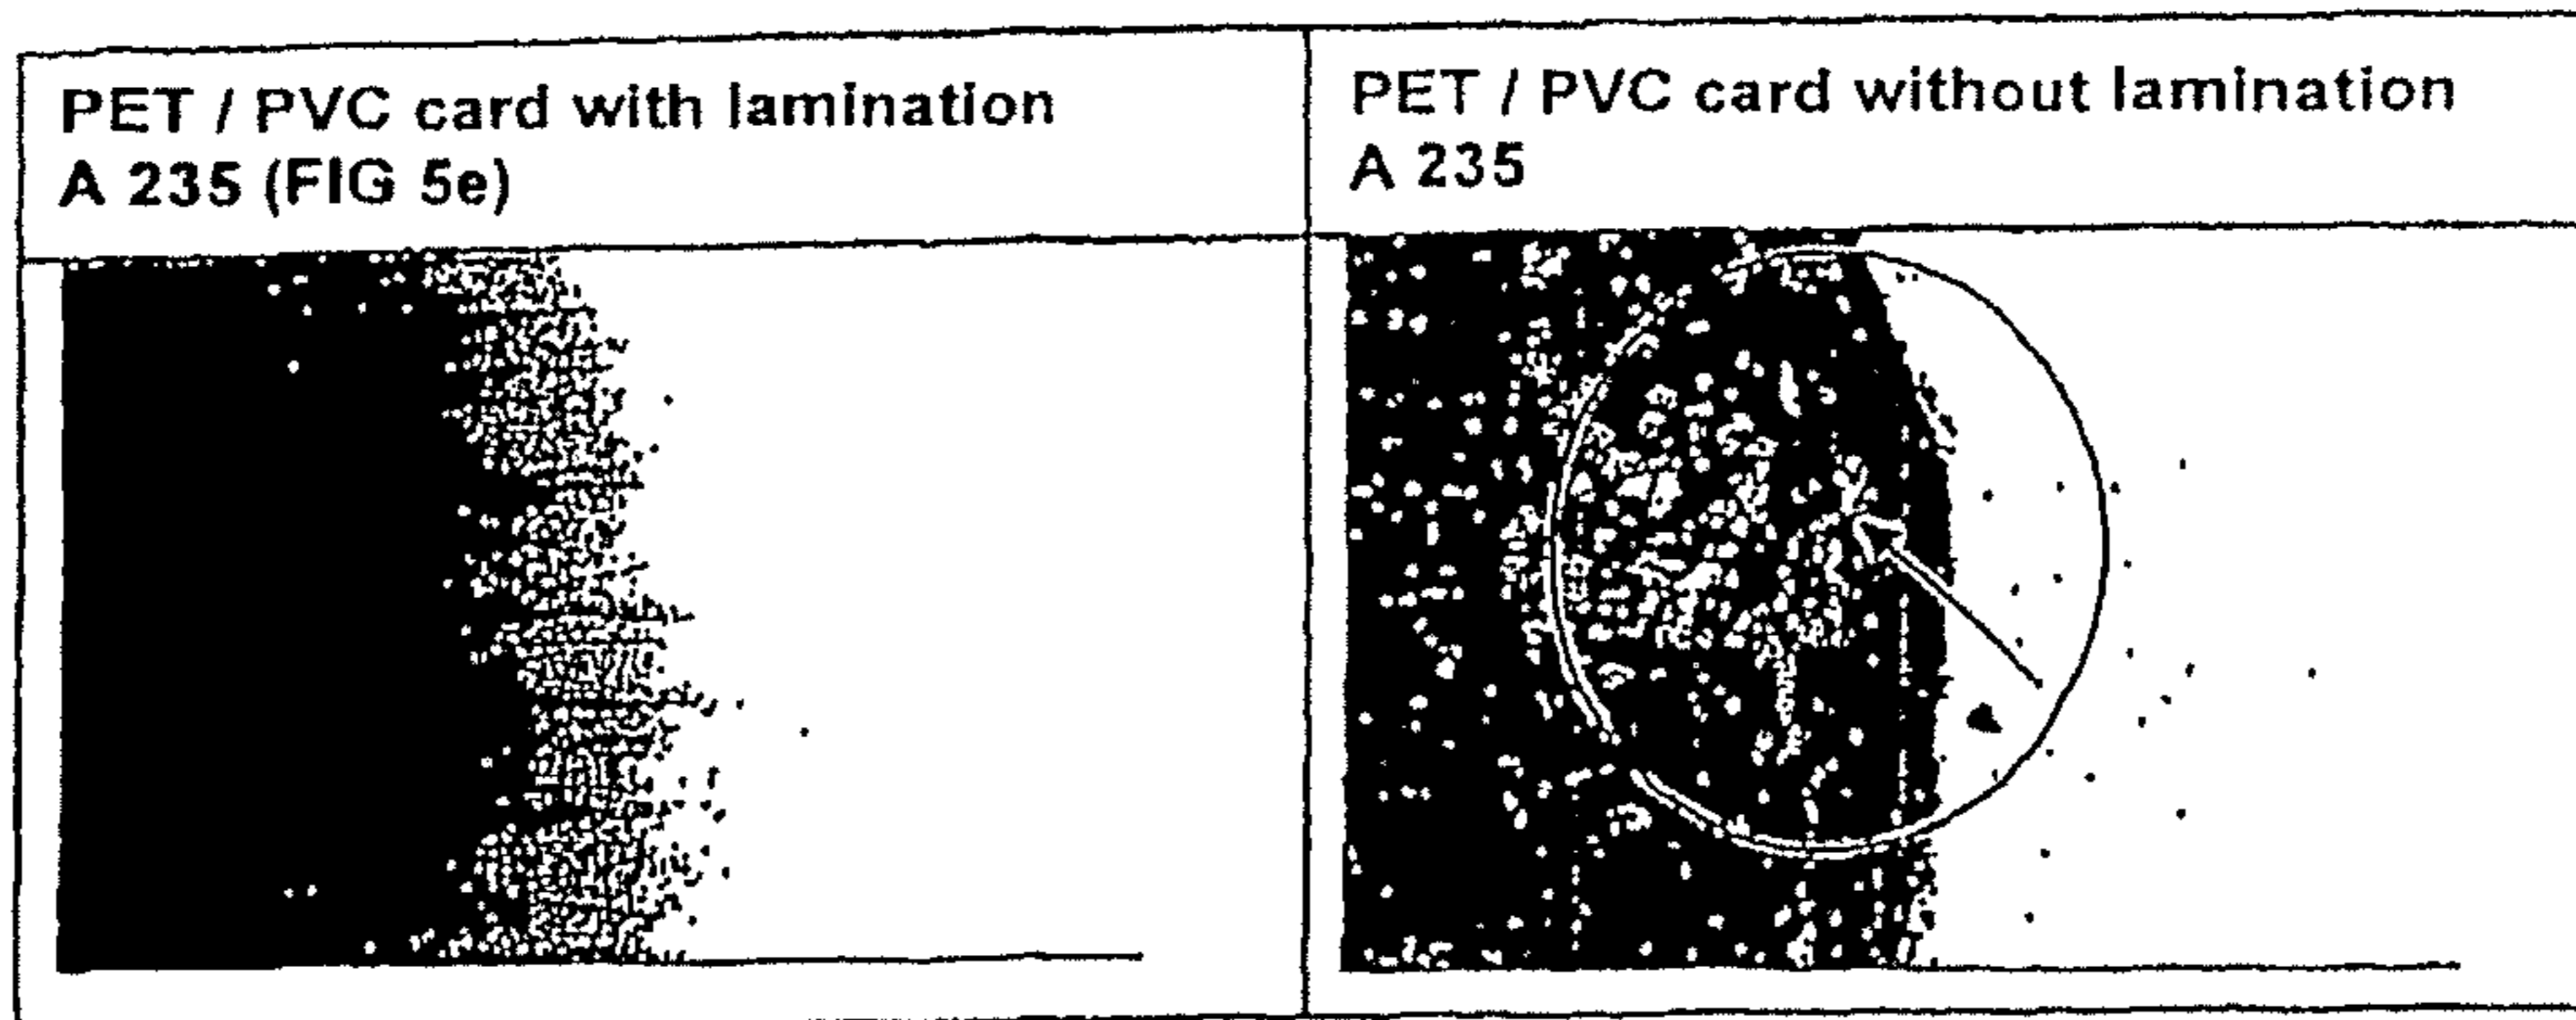 PET / PVC card with lamination
A 235 (FIG 5e)
PET / PVC card without lamination
A 235